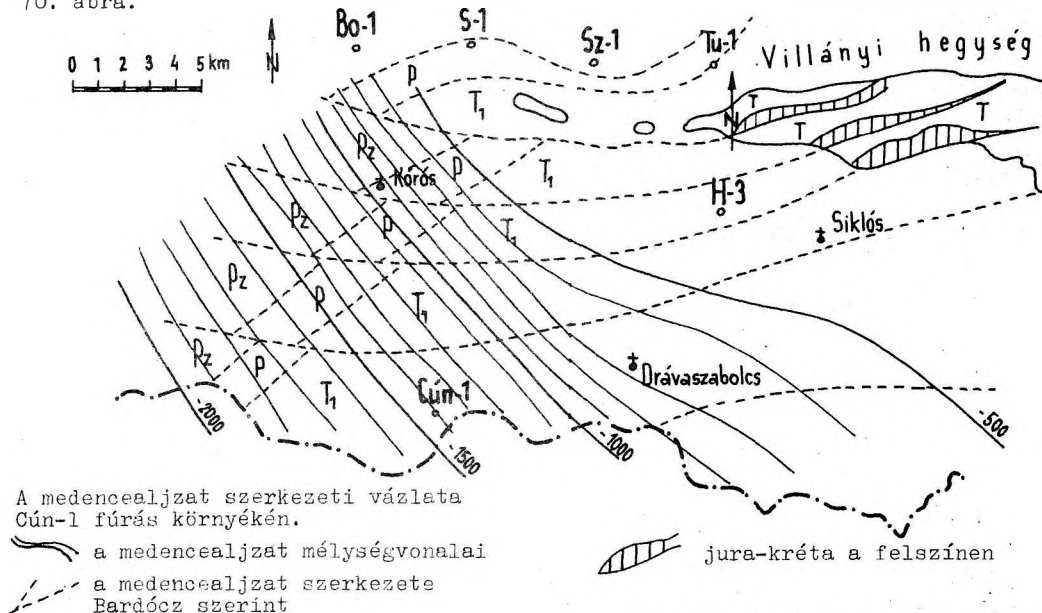 70. ábra.
Bo-1
S-1
Sz-1
Tu-1
Villányi hegység
0 1 2 3 4 5 km
N
N
P
T₁
T
T
T
Pz
Kórós
P
T₁
T₁
H-3
Siklós
Pz
P
Pz
P
T₁
Pz
P
T₁
Drávaszabolcs
Cún-1
-2000
-1500
-1000
-500
A medencealjzat szerkezeti vázlata
Cún-1 fúrás környékén.
a medencealjzat mélységvonalai
a medencealjzat szerkezete
Bardócz szerint
jura-kréta a felszínen